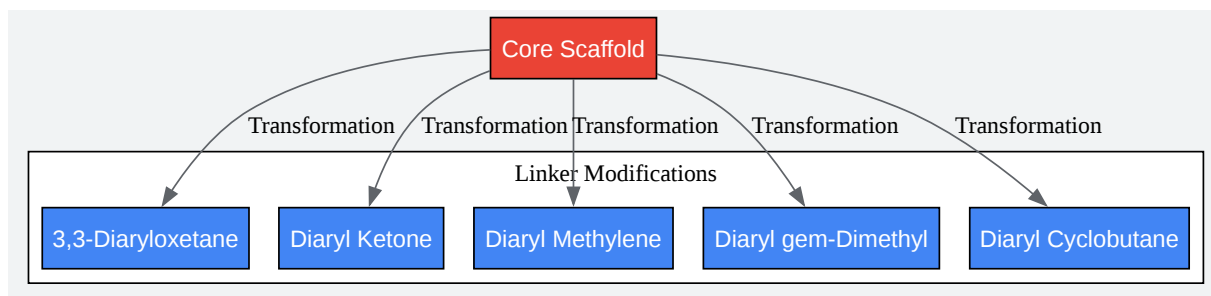 Core Scaffold
Transformation Transformation Transformation Transformation Transformation
Linker Modifications
3,3-Diaryloxetane Diaryl Ketone Diaryl Methylene Diaryl gem-Dimethyl Diaryl Cyclobutane